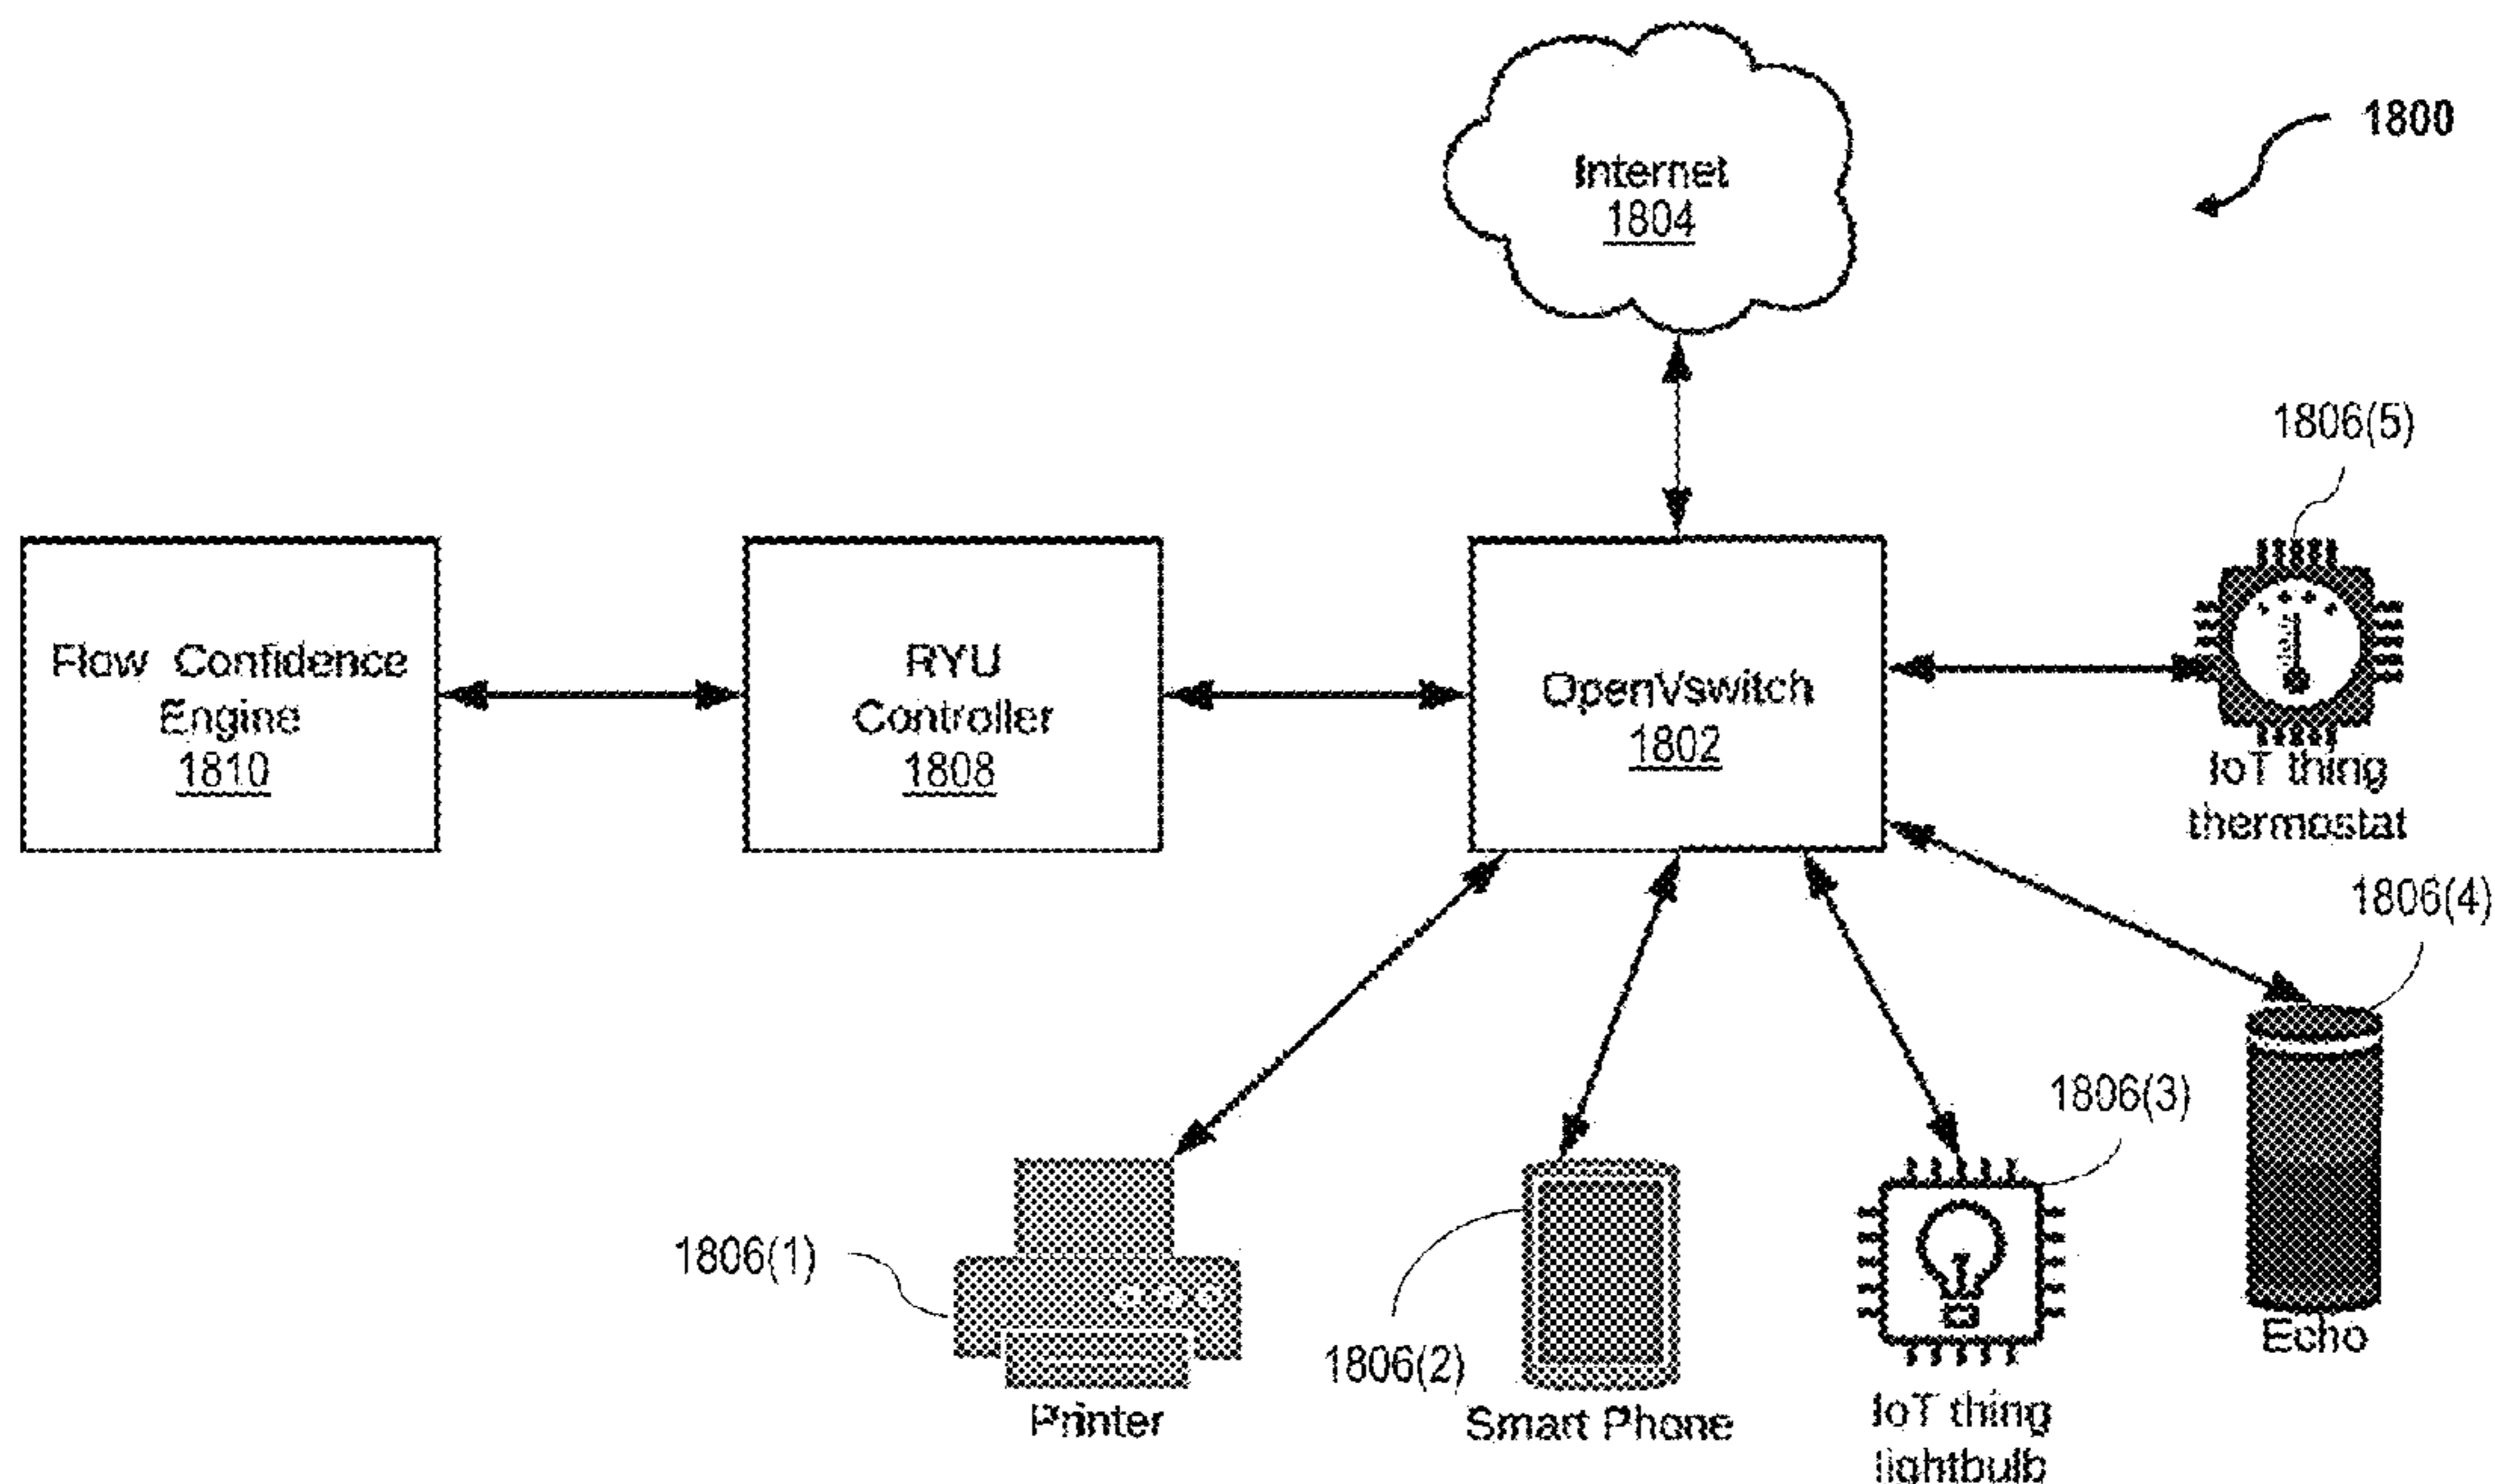 Internet
1804
1800
1806(5)
Flow Confidence
Engine
1810
RYU
Controller
1808
OpenVswitch
1802
IoT thing
thermostat
1806(4)
1806(3)
1806(1)
1806(2)
Echo
Printer
Smart Phone
IoT thing
lightbulb